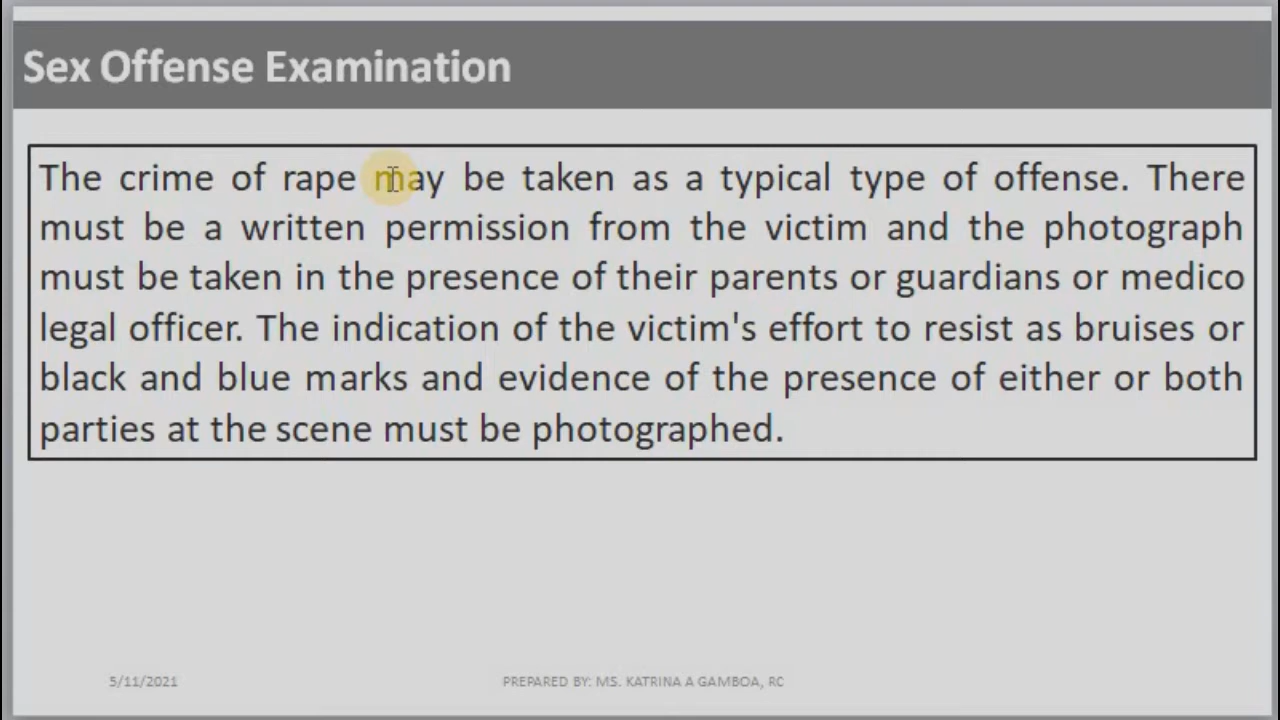 Sex Offense Examination
The crime of rape may be taken as a typical type of offense. There
must be a written permission from the victim and the photograph
must be taken in the presence of their parents or guardians or medico
legal officer. The indication of the victim's effort to resist as bruises or
black and blue marks and evidence of the presence of either or both
parties at the scene must be photographed.
5/11/2021
PREPARED BY: MS. KATRINA A GAMBOA, RC